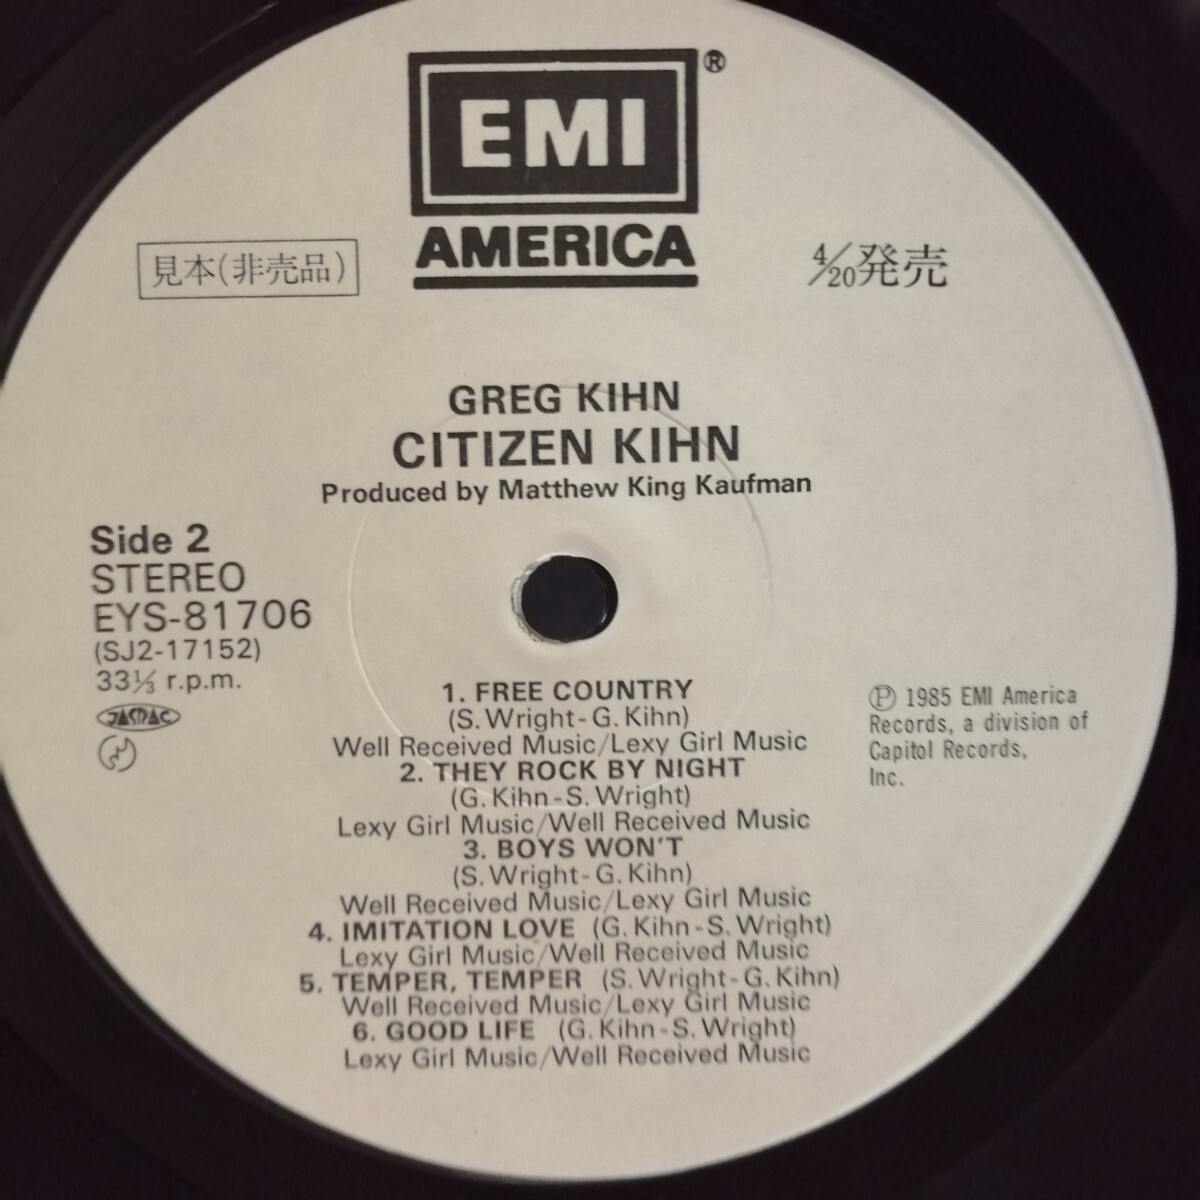 EMI®
AMERICA
見本(非売品)
4/20発売
GREG KIHN
CITIZEN KIHN
Produced by Matthew King Kaufman
Side 2
STEREO
EYS-81706
(SJ2-17152)
33⅓ r.p.m.
JASRAC
1. FREE COUNTRY
(S. Wright-G. Kihn)
Well Received Music/Lexy Girl Music
2. THEY ROCK BY NIGHT
(G. Kihn-S. Wright)
Lexy Girl Music/Well Received Music
3. BOYS WON'T
(S. Wright-G. Kihn)
Well Received Music/Lexy Girl Music
4. IMITATION LOVE (G. Kihn-S. Wright)
Lexy Girl Music/Well Received Music
5. TEMPER, TEMPER (S. Wright-G. Kihn)
Well Received Music/Lexy Girl Music
6. GOOD LIFE (G. Kihn-S. Wright)
Lexy Girl Music/Well Received Music
℗ 1985 EMI America
Records, a division of
Capitol Records,
Inc.